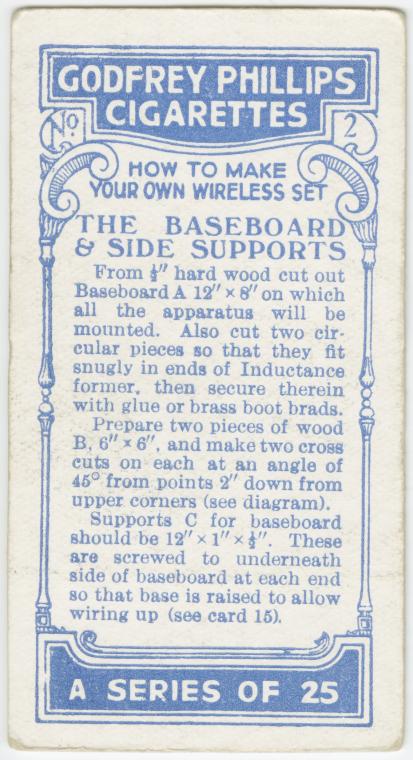 GODFREY PHILLIPS
CIGARETTES
No. 2
HOW TO MAKE
YOUR OWN WIRELESS SET
THE BASEBOARD
& SIDE SUPPORTS
From ½″ hard wood cut out
Baseboard A 12″ × 8″ on which
all the apparatus will be
mounted. Also cut two cir-
cular pieces so that they fit
snugly in ends of Inductance
former, then secure therein
with glue or brass boot brads.
Prepare two pieces of wood
B, 6″ × 6″, and make two cross
cuts on each at an angle of
45° from points 2″ down from
upper corners (see diagram).
Supports C for baseboard
should be 12″ × 1″ × ½″. These
are screwed to underneath
side of baseboard at each end
so that base is raised to allow
wiring up (see card 15).
A SERIES OF 25